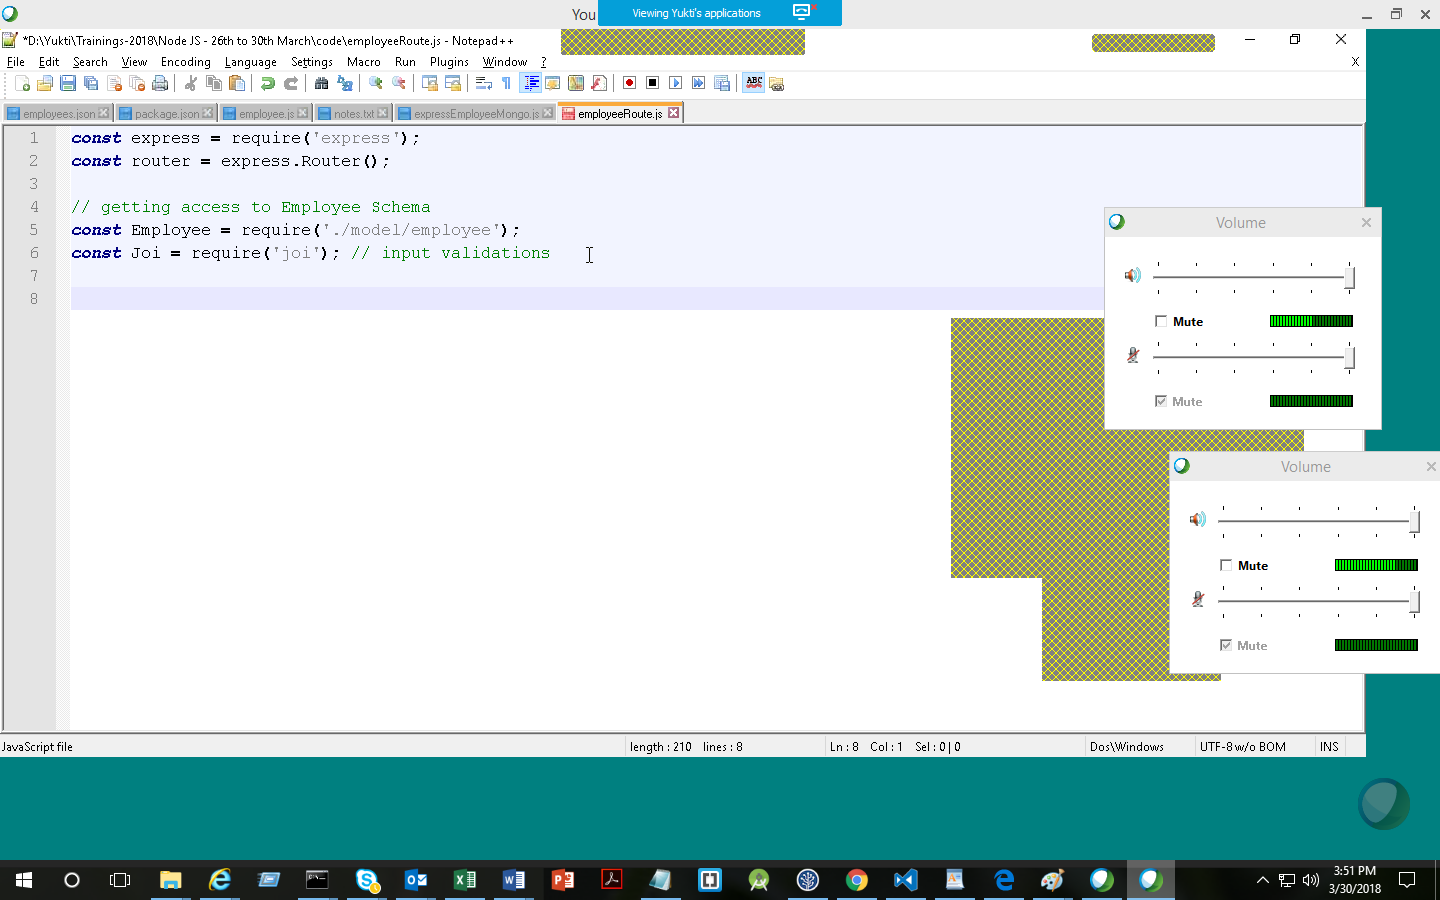 You
Viewing Yukti's applications
*D:\Yukti\Trainings-2018\Node JS - 26th to 30th March\code\employeeRoute.js - Notepad++
File Edit Search View Encoding Language Settings Macro Run Plugins Window ? X
ABC
employees.json package.json employee.js notes.txt expressEmployeeMongo.js employeeRoute.js
1 const express = require('express');
2 const router = express.Router();
3
4 // getting access to Employee Schema
5 const Employee = require('./model/employee');
6 const Joi = require('joi'); // input validations
7
8
Volume
Mute
Mute
Volume
Mute
Mute
JavaScript file length : 210 lines : 8 Ln : 8 Col : 1 Sel : 0 | 0 Dos\Windows UTF-8 w/o BOM INS
3:51 PM
3/30/2018